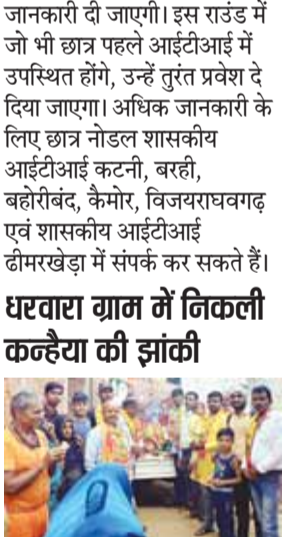 जानकारी दी जाएगी। इस राउंड में
जो भी छात्र पहले आईटीआई में
उपस्थित होंगे, उन्हें तुरंत प्रवेश दे
दिया जाएगा। अधिक जानकारी के
लिए छात्र नोडल शासकीय
आईटीआई कटनी, बरही,
बहोरीबंद, कैमोर, विजयराघवगढ़
एवं शासकीय आईटीआई
ढीमरखेड़ा में संपर्क कर सकते हैं।
धरवारा ग्राम में निकली
कन्हैया की झांकी